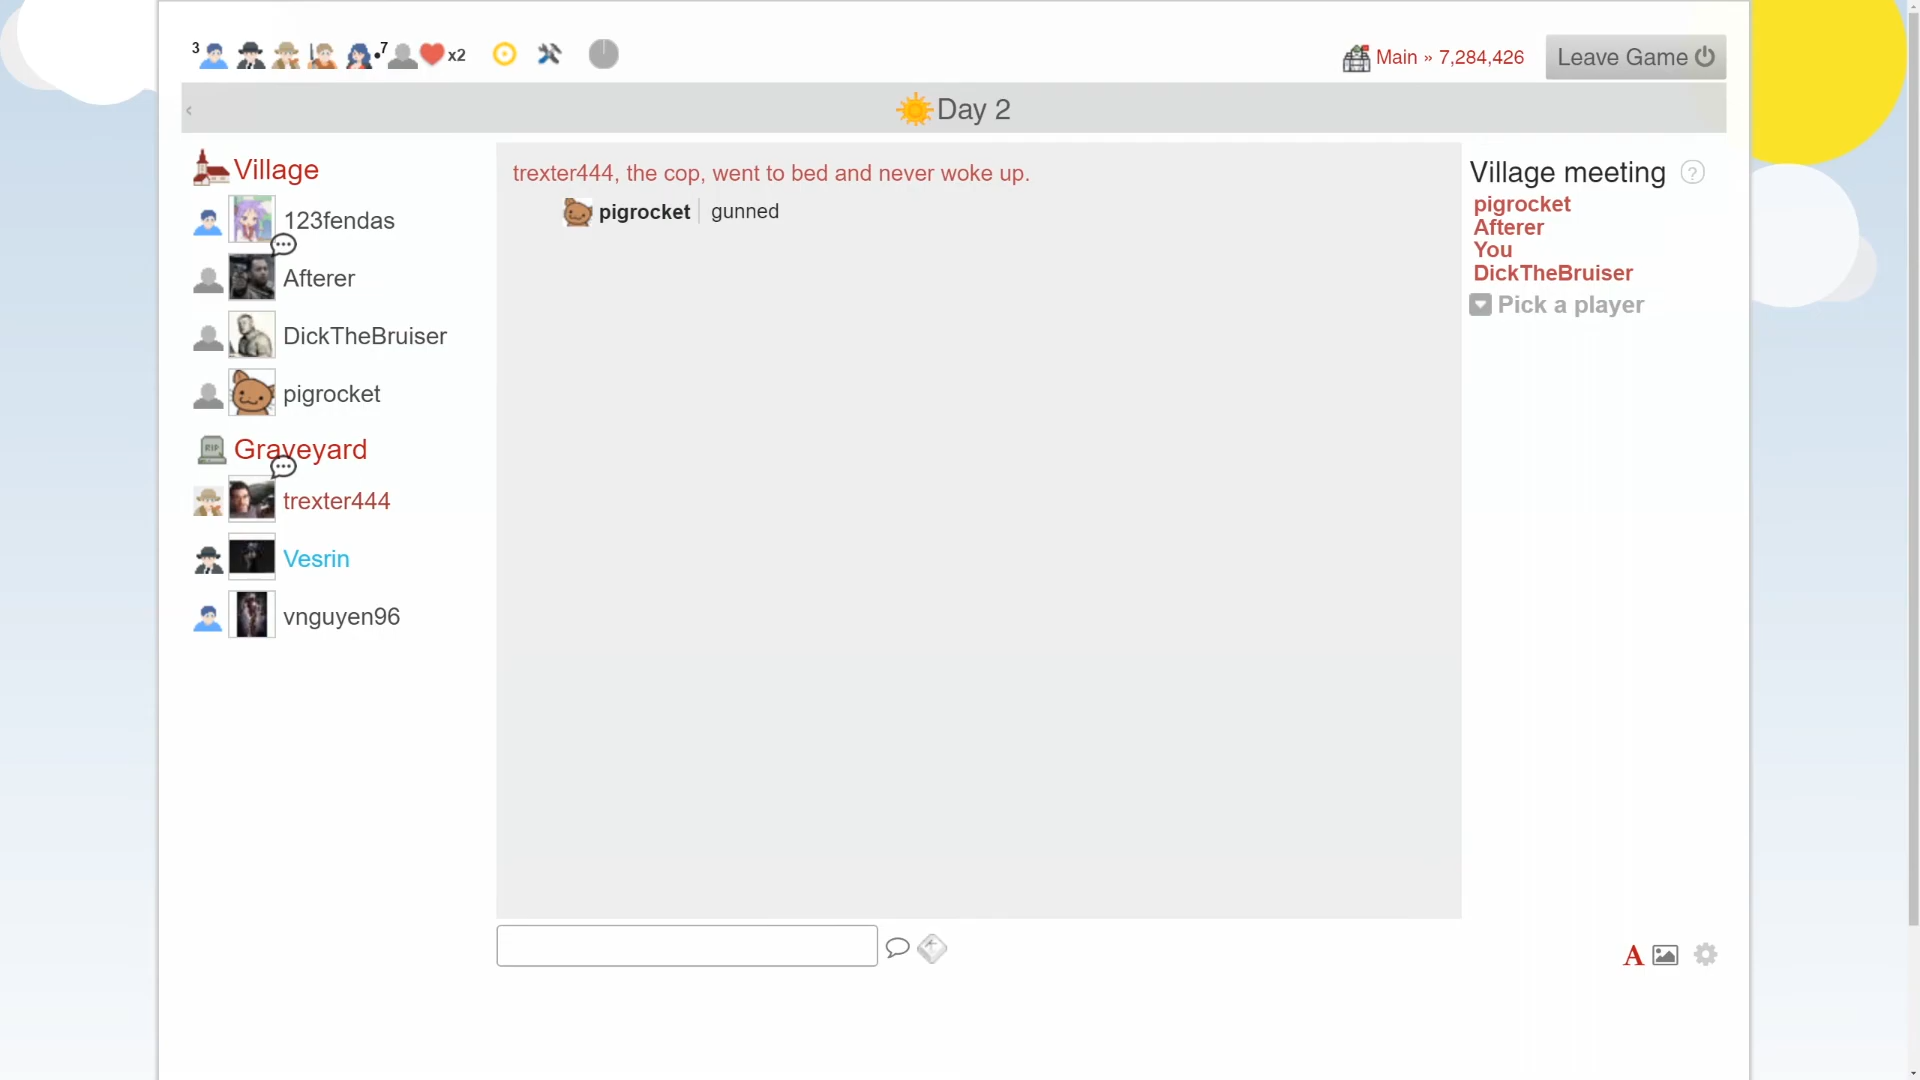 3
7
x2
Main » 7,284,426
Leave Game
Day 2
Village
123fendas
Afterer
DickTheBruiser
pigrocket
Graveyard
RIP
trexter444
Vesrin
vnguyen96
trexter444, the cop, went to bed and never woke up.
pigrocket gunned
Village meeting ?
pigrocket
Afterer
You
DickTheBruiser
Pick a player
A